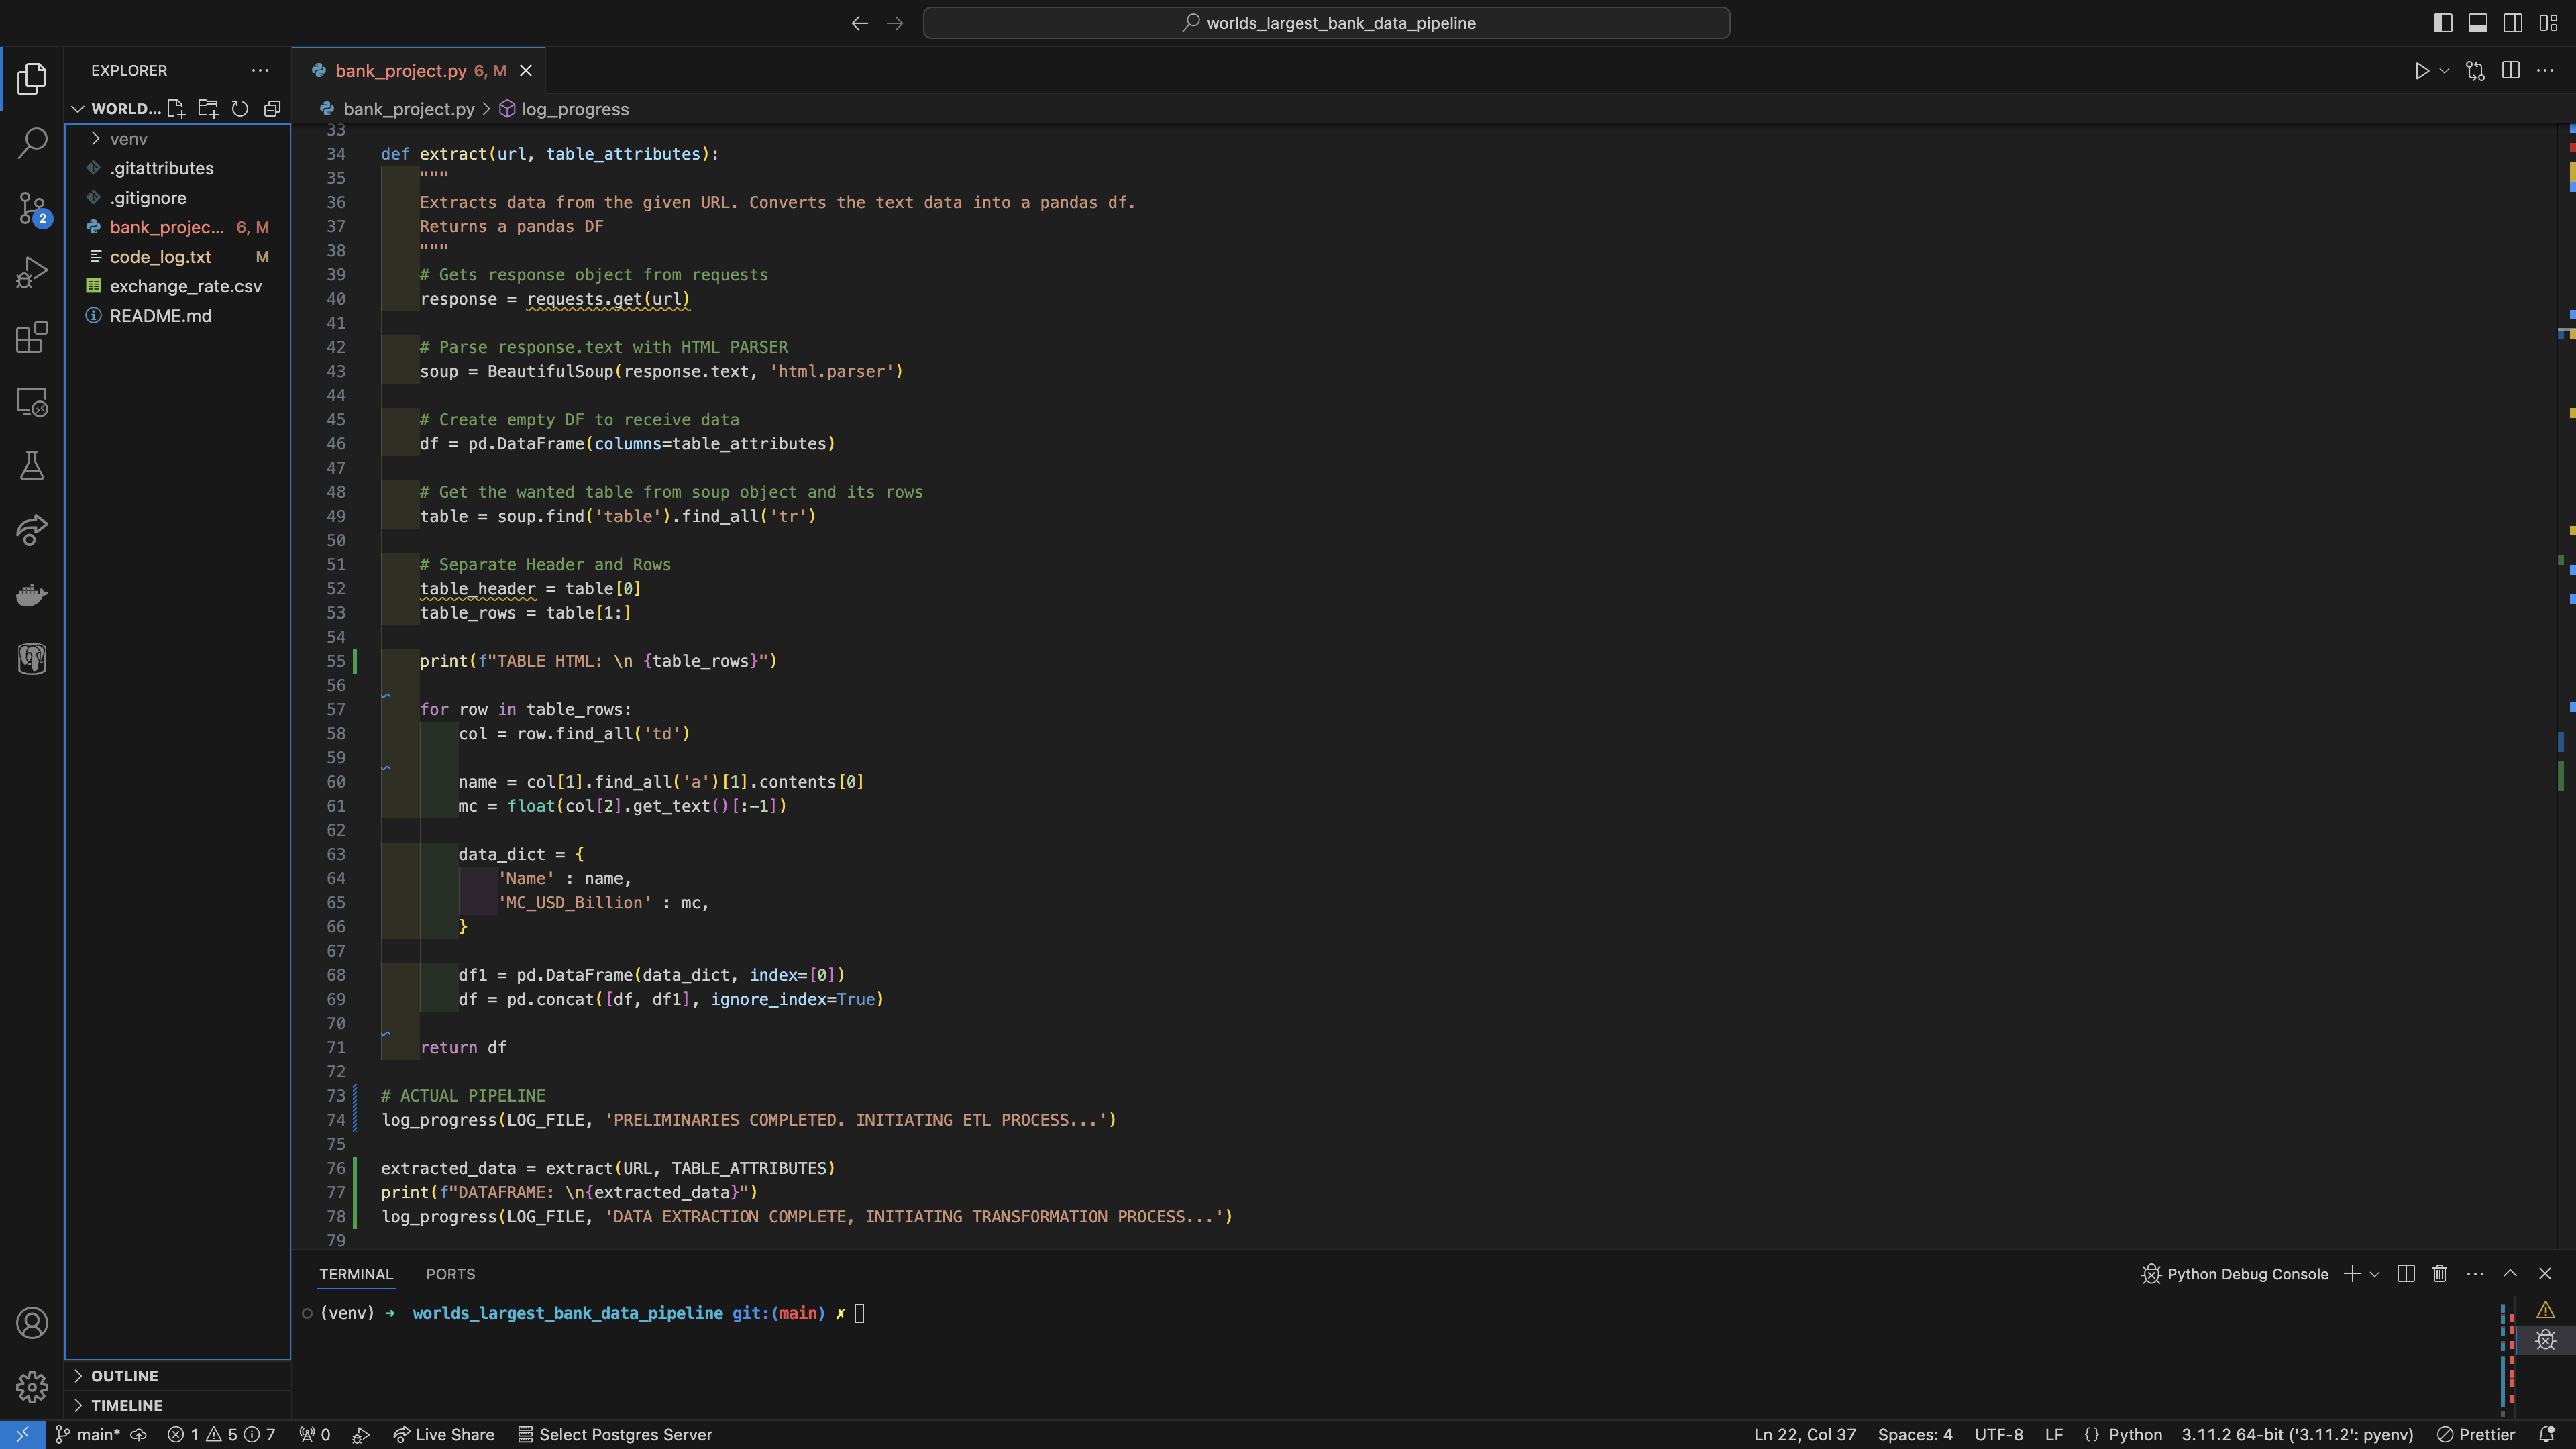 worlds_largest_bank_data_pipeline
EXPLORER
WORLD...
venv
.gitattributes
.gitignore
bank_projec... 6, M
code_log.txt M
exchange_rate.csv
README.md
OUTLINE
TIMELINE
2
bank_project.py 6, M
bank_project.py > log_progress
33
34 def extract(url, table_attributes):
35 """
36 Extracts data from the given URL. Converts the text data into a pandas df.
37 Returns a pandas DF
38 """
39 # Gets response object from requests
40 response = requests.get(url)
41
42 # Parse response.text with HTML PARSER
43 soup = BeautifulSoup(response.text, 'html.parser')
44
45 # Create empty DF to receive data
46 df = pd.DataFrame(columns=table_attributes)
47
48 # Get the wanted table from soup object and its rows
49 table = soup.find('table').find_all('tr')
50
51 # Separate Header and Rows
52 table_header = table[0]
53 table_rows = table[1:]
54
55 print(f"TABLE HTML: \n {table_rows}")
56
57 for row in table_rows:
58 col = row.find_all('td')
59
60 name = col[1].find_all('a')[1].contents[0]
61 mc = float(col[2].get_text()[:-1])
62
63 data_dict = {
64 'Name' : name,
65 'MC_USD_Billion' : mc,
66 }
67
68 df1 = pd.DataFrame(data_dict, index=[0])
69 df = pd.concat([df, df1], ignore_index=True)
70
71 return df
72
73 # ACTUAL PIPELINE
74 log_progress(LOG_FILE, 'PRELIMINARIES COMPLETED. INITIATING ETL PROCESS...')
75
76 extracted_data = extract(URL, TABLE_ATTRIBUTES)
77 print(f"DATAFRAME: \n{extracted_data}")
78 log_progress(LOG_FILE, 'DATA EXTRACTION COMPLETE, INITIATING TRANSFORMATION PROCESS...')
79
TERMINAL PORTS
Python Debug Console
(venv) → worlds_largest_bank_data_pipeline git:(main) ✗
main* 1 5 7 0 Live Share Select Postgres Server
Ln 22, Col 37 Spaces: 4 UTF-8 LF {} Python 3.11.2 64-bit ('3.11.2': pyenv) Prettier